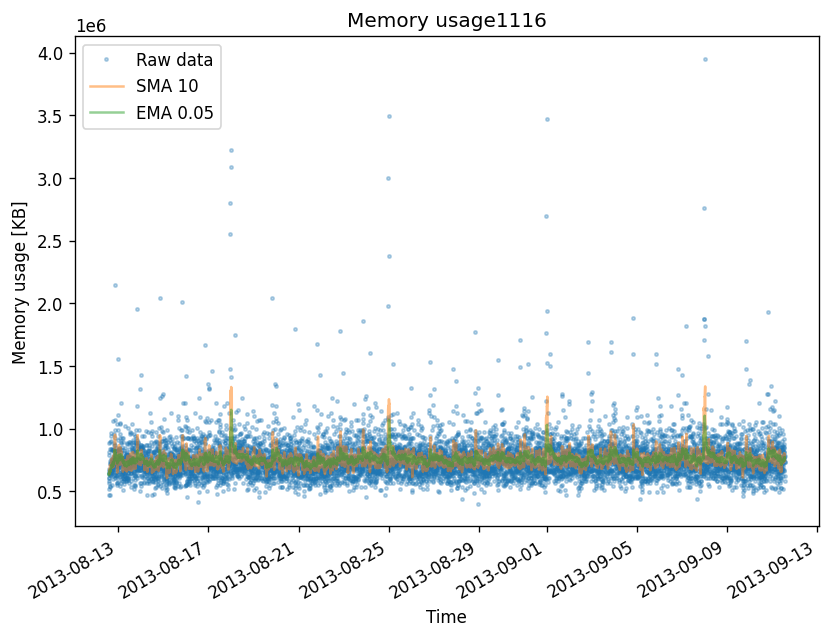 Memory usage1116
1e6
Raw data
SMA 10
EMA 0.05
4.0
3.5
3.0
2.5
2.0
1.5
1.0
0.5
Memory usage [KB]
2013-08-13
2013-08-17
2013-08-21
2013-08-25
2013-08-29
2013-09-01
2013-09-05
2013-09-09
2013-09-13
Time